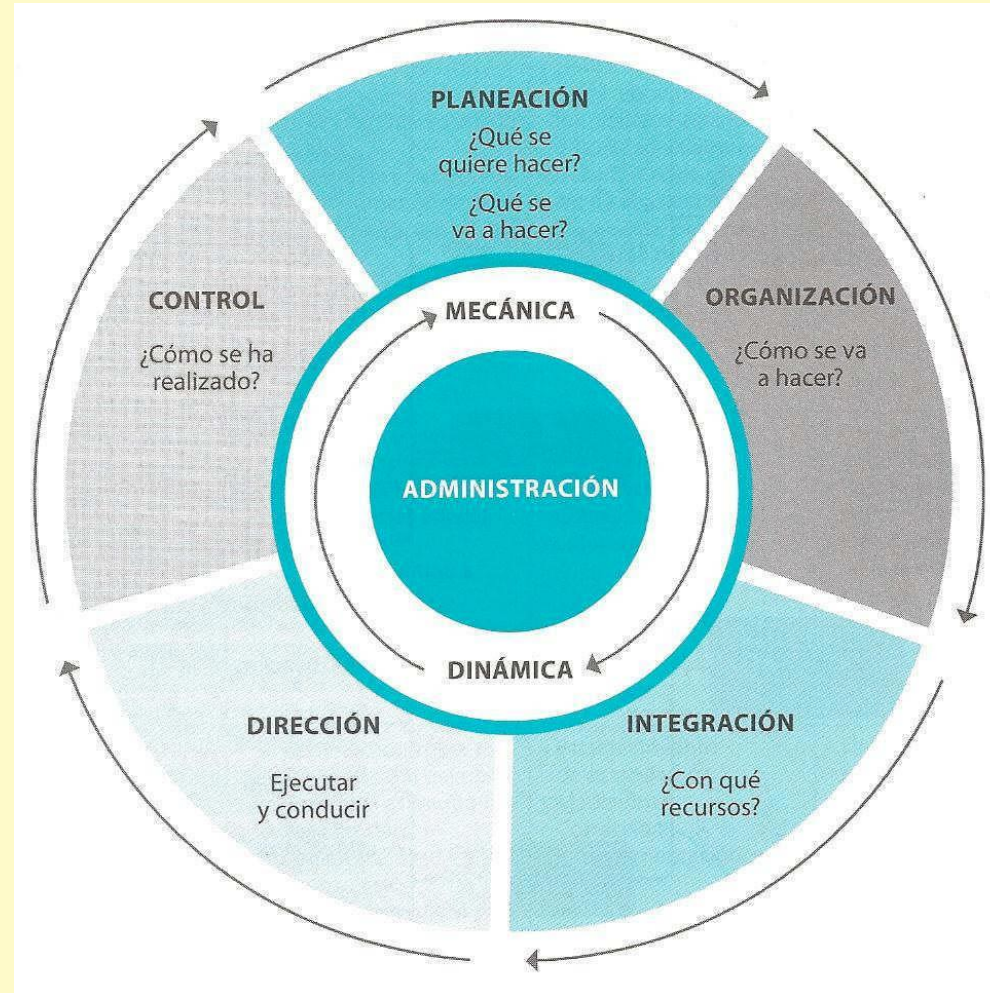 PLANEACIÓN
¿Qué se
quiere hacer?
¿Qué se
va a hacer?
ORGANIZACIÓN
¿Cómo se va
a hacer?
INTEGRACIÓN
¿Con qué
recursos?
DIRECCIÓN
Ejecutar
y conducir
CONTROL
¿Cómo se ha
realizado?
MECÁNICA
ADMINISTRACIÓN
DINÁMICA